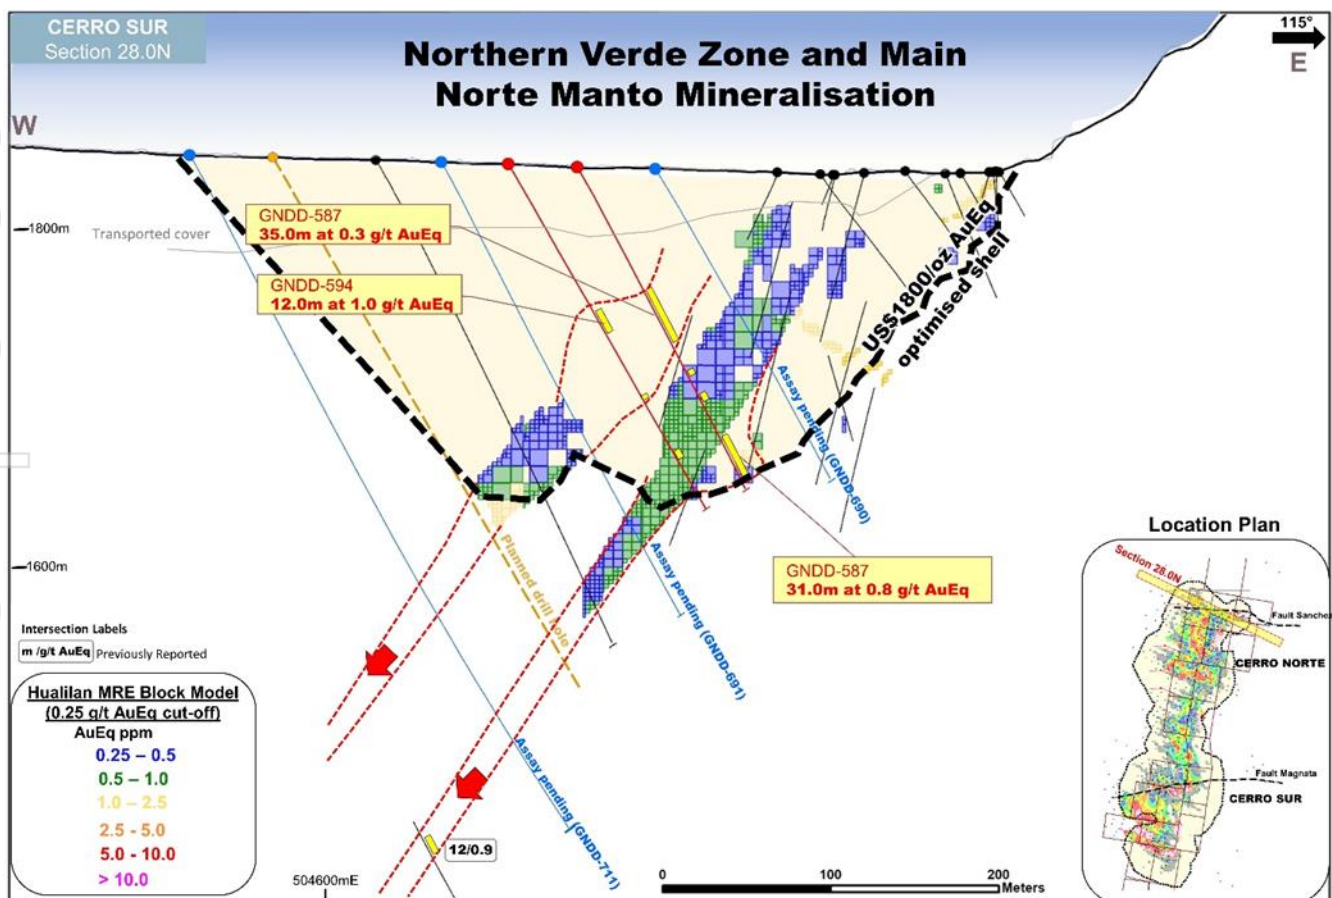 CERRO SUR
Section 28.0N
Northern Verde Zone and Main
Norte Manto Mineralisation
115°
E
W
GNDD-587
35.0m at 0.3 g/t AuEq
1800m
Transported cover
GNDD-594
12.0m at 1.0 g/t AuEq
US$1800/oz AuEq
optimised shell
Assay pending (GNDD-690)
Planned drill hole
Assay pending (GNDD-691)
1600m
GNDD-587
31.0m at 0.8 g/t AuEq
Assay pending (GNDD-711)
12/0.9
Intersection Labels
m /g/t AuEq Previously Reported
Hualilan MRE Block Model
(0.25 g/t AuEq cut-off)
AuEq ppm
0.25 – 0.5
0.5 – 1.0
1.0 – 2.5
2.5 - 5.0
5.0 - 10.0
> 10.0
504600mE
0 100 200
Meters
Location Plan
Section 28.0N
Fault Sanchez
CERRO NORTE
Fault Magnata
CERRO SUR